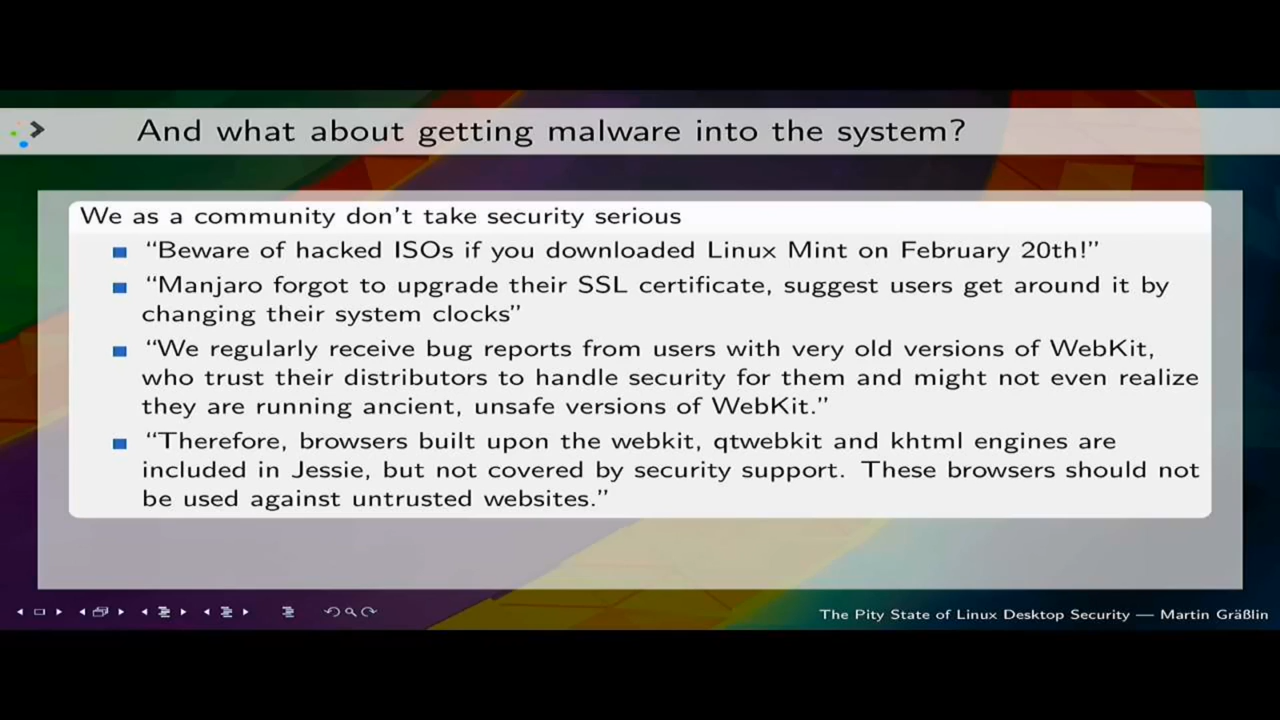 And what about getting malware into the system?
We as a community don't take security serious
“Beware of hacked ISOs if you downloaded Linux Mint on February 20th!”
“Manjaro forgot to upgrade their SSL certificate, suggest users get around it by
changing their system clocks”
“We regularly receive bug reports from users with very old versions of WebKit,
who trust their distributors to handle security for them and might not even realize
they are running ancient, unsafe versions of WebKit.”
“Therefore, browsers built upon the webkit, qtwebkit and khtml engines are
included in Jessie, but not covered by security support. These browsers should not
be used against untrusted websites.”
The Pity State of Linux Desktop Security — Martin Gräßlin